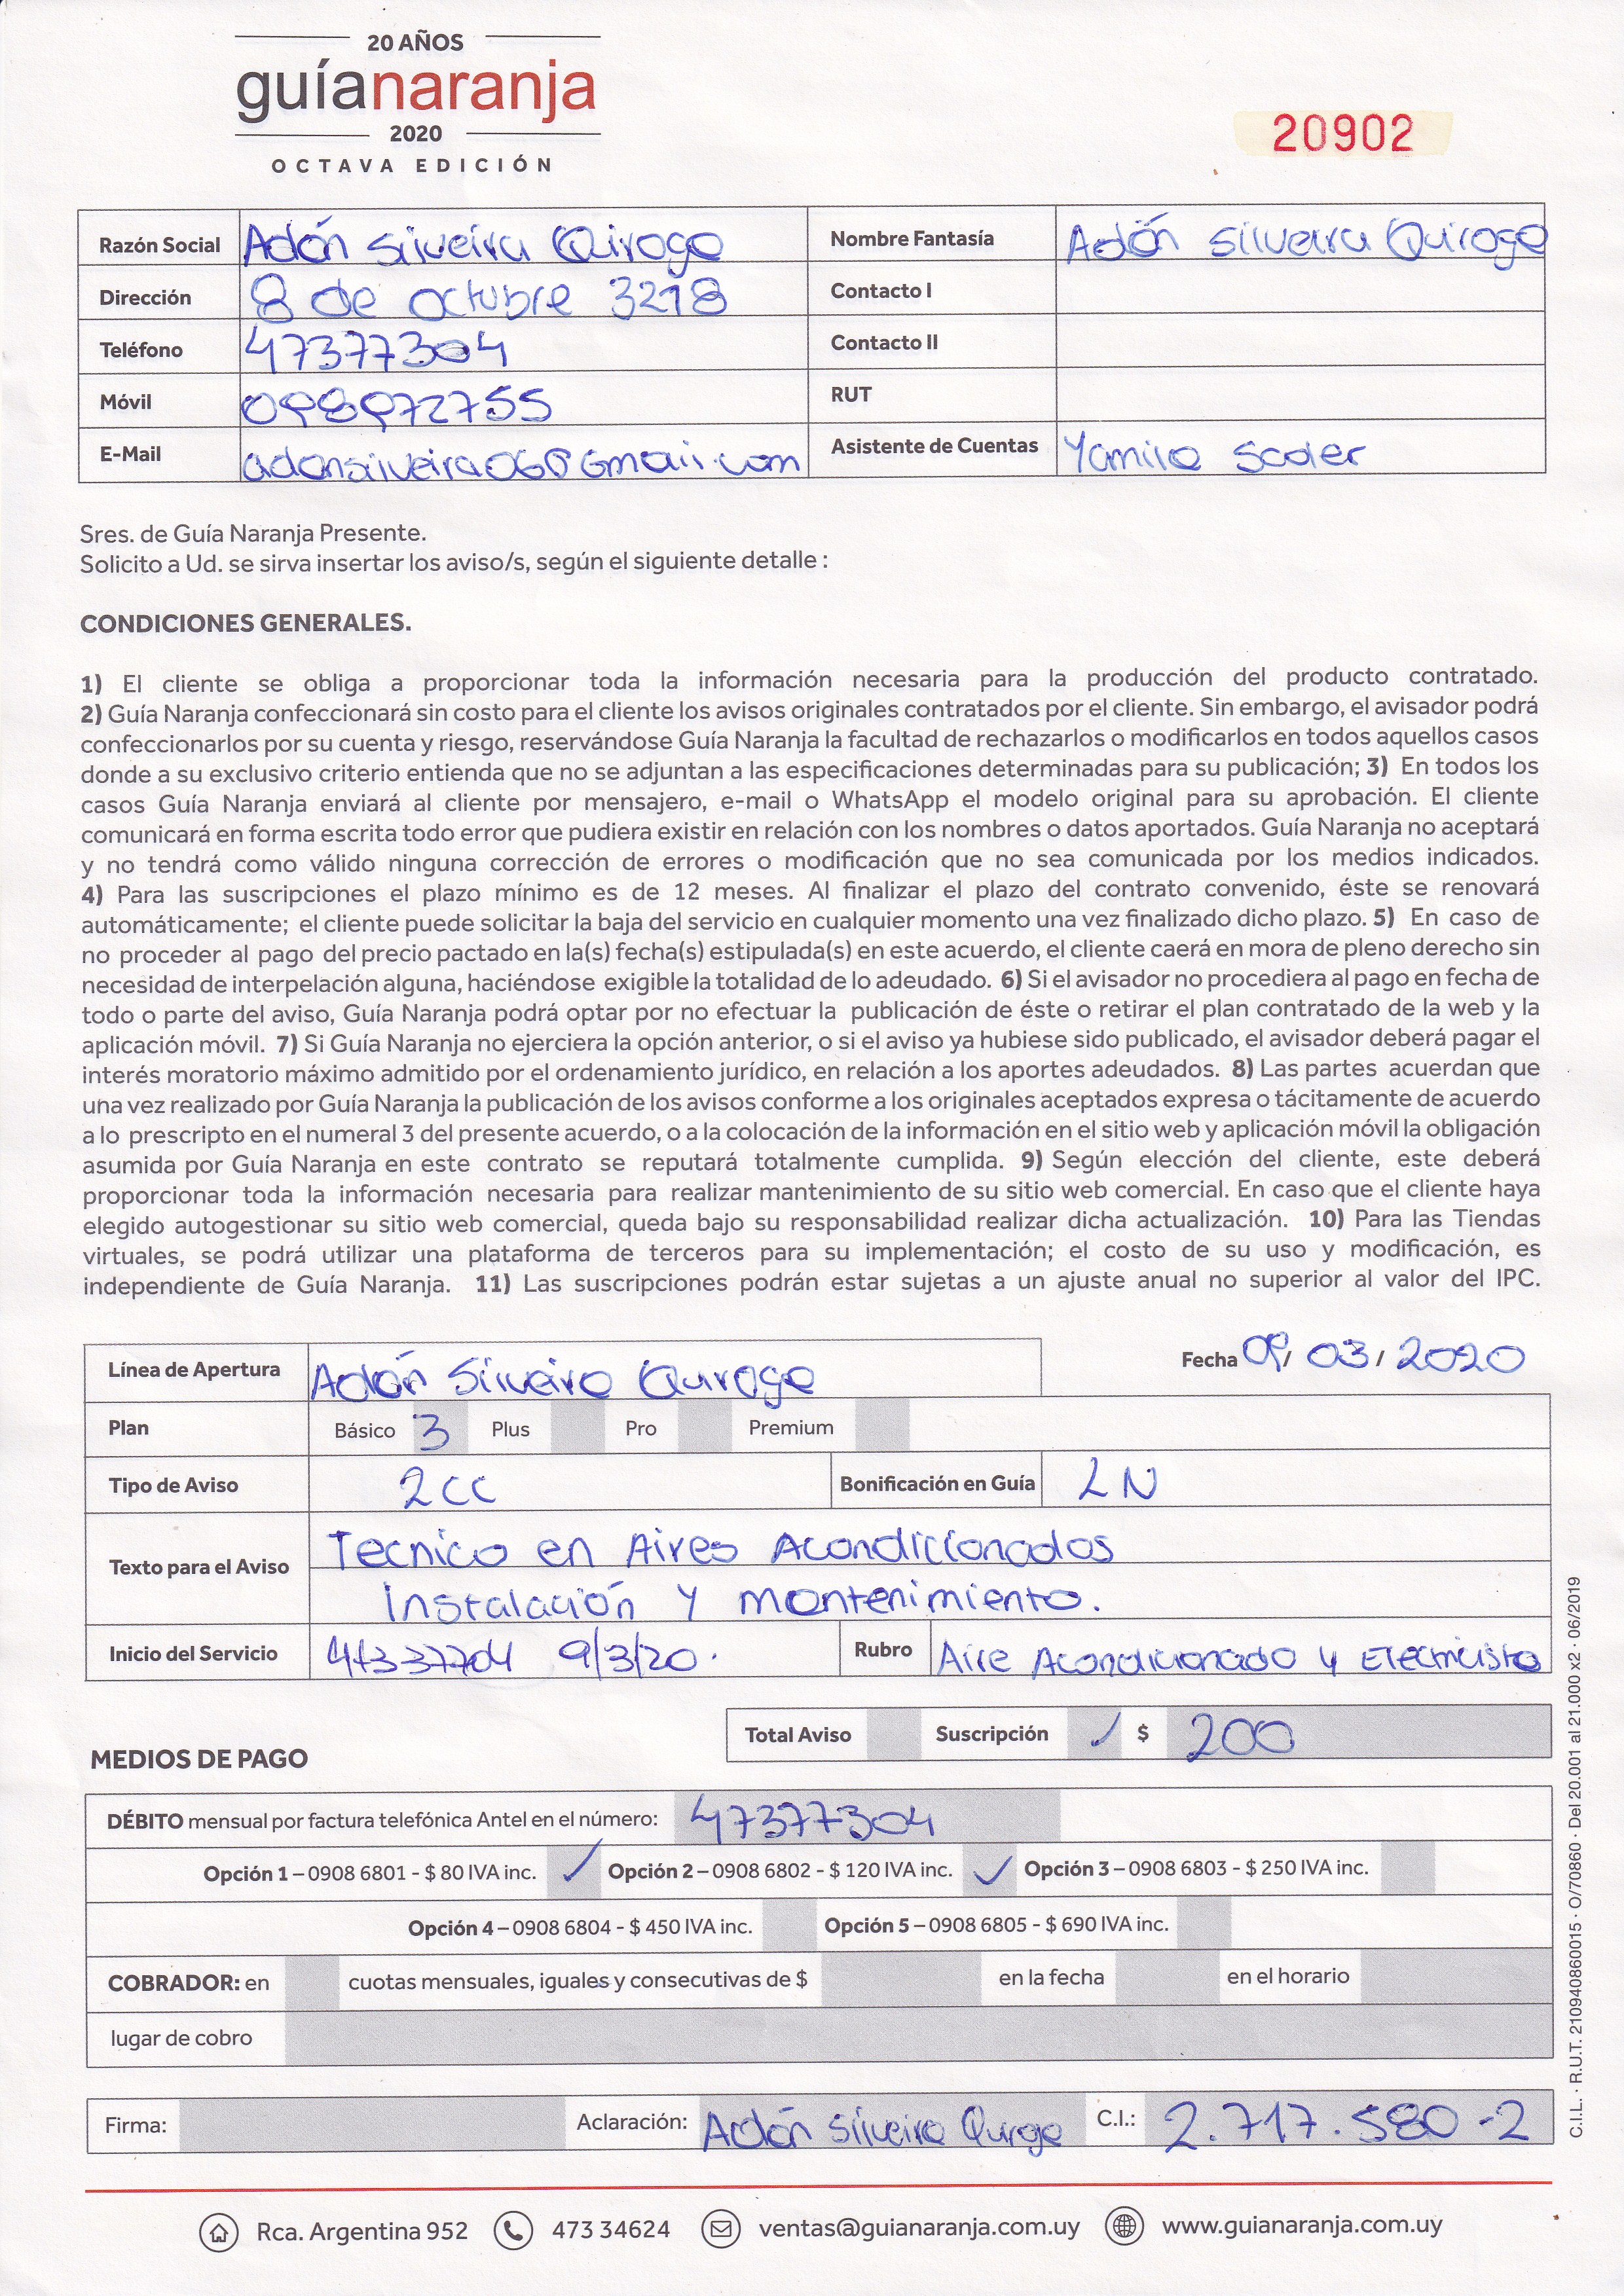 20 AÑOS
guíanaranja
2020
OCTAVA EDICIÓN
20902
Razón Social Adón Silveira Quiroga Nombre Fantasía Adón Silveira Quiroga
Dirección 8 de octubre 3218 Contacto I
Teléfono 47377304 Contacto II
Móvil 098972755 RUT
E-Mail adonsilveira06@Gmail.com Asistente de Cuentas Yamila Soder
Sres. de Guía Naranja Presente.
Solicito a Ud. se sirva insertar los aviso/s, según el siguiente detalle :
CONDICIONES GENERALES.
1) El cliente se obliga a proporcionar toda la información necesaria para la producción del producto contratado.
2) Guía Naranja confeccionará sin costo para el cliente los avisos originales contratados por el cliente. Sin embargo, el avisador podrá
confeccionarlos por su cuenta y riesgo, reservándose Guía Naranja la facultad de rechazarlos o modificarlos en todos aquellos casos
donde a su exclusivo criterio entienda que no se adjuntan a las especificaciones determinadas para su publicación; 3) En todos los
casos Guía Naranja enviará al cliente por mensajero, e-mail o WhatsApp el modelo original para su aprobación. El cliente
comunicará en forma escrita todo error que pudiera existir en relación con los nombres o datos aportados. Guía Naranja no aceptará
y no tendrá como válido ninguna corrección de errores o modificación que no sea comunicada por los medios indicados.
4) Para las suscripciones el plazo mínimo es de 12 meses. Al finalizar el plazo del contrato convenido, éste se renovará
automáticamente; el cliente puede solicitar la baja del servicio en cualquier momento una vez finalizado dicho plazo. 5) En caso de
no proceder al pago del precio pactado en la(s) fecha(s) estipulada(s) en este acuerdo, el cliente caerá en mora de pleno derecho sin
necesidad de interpelación alguna, haciéndose exigible la totalidad de lo adeudado. 6) Si el avisador no procediera al pago en fecha de
todo o parte del aviso, Guía Naranja podrá optar por no efectuar la publicación de éste o retirar el plan contratado de la web y la
aplicación móvil. 7) Si Guía Naranja no ejerciera la opción anterior, o si el aviso ya hubiese sido publicado, el avisador deberá pagar el
interés moratorio máximo admitido por el ordenamiento jurídico, en relación a los aportes adeudados. 8) Las partes acuerdan que
una vez realizado por Guía Naranja la publicación de los avisos conforme a los originales aceptados expresa o tácitamente de acuerdo
a lo prescripto en el numeral 3 del presente acuerdo, o a la colocación de la información en el sitio web y aplicación móvil la obligación
asumida por Guía Naranja en este contrato se reputará totalmente cumplida. 9) Según elección del cliente, este deberá
proporcionar toda la información necesaria para realizar mantenimiento de su sitio web comercial. En caso que el cliente haya
elegido autogestionar su sitio web comercial, queda bajo su responsabilidad realizar dicha actualización. 10) Para las Tiendas
virtuales, se podrá utilizar una plataforma de terceros para su implementación; el costo de su uso y modificación, es
independiente de Guía Naranja. 11) Las suscripciones podrán estar sujetas a un ajuste anual no superior al valor del IPC.
Fecha 09/ 03 / 2020
Línea de Apertura Adón Silveira Quiroga
Plan Básico 3 Plus Pro Premium
Tipo de Aviso 2CC Bonificación en Guía LN
Texto para el Aviso Tecnico en Aires Acondicionados
Instalación y mantenimiento.
Inicio del Servicio 9/3/20. Rubro Aire Acondicionado y Electricista
Total Aviso Suscripción ✓ $ 200
MEDIOS DE PAGO
DÉBITO mensual por factura telefónica Antel en el número: 47377304
Opción 1 – 0908 6801 - $ 80 IVA inc. ✓ Opción 2 – 0908 6802 - $ 120 IVA inc. ✓ Opción 3 – 0908 6803 - $ 250 IVA inc.
Opción 4 – 0908 6804 - $ 450 IVA inc. Opción 5 – 0908 6805 - $ 690 IVA inc.
COBRADOR: en cuotas mensuales, iguales y consecutivas de $ en la fecha en el horario
lugar de cobro
Firma: Aclaración: Adón Silveira Quiroga C.I.: 2.717.580-2
Rca. Argentina 952 473 34624 ventas@guianaranja.com.uy www.guianaranja.com.uy
C.I.L. · R.U.T. 210940860015 · O/70860 · Del 20.001 al 21.000 x2 · 06/2019